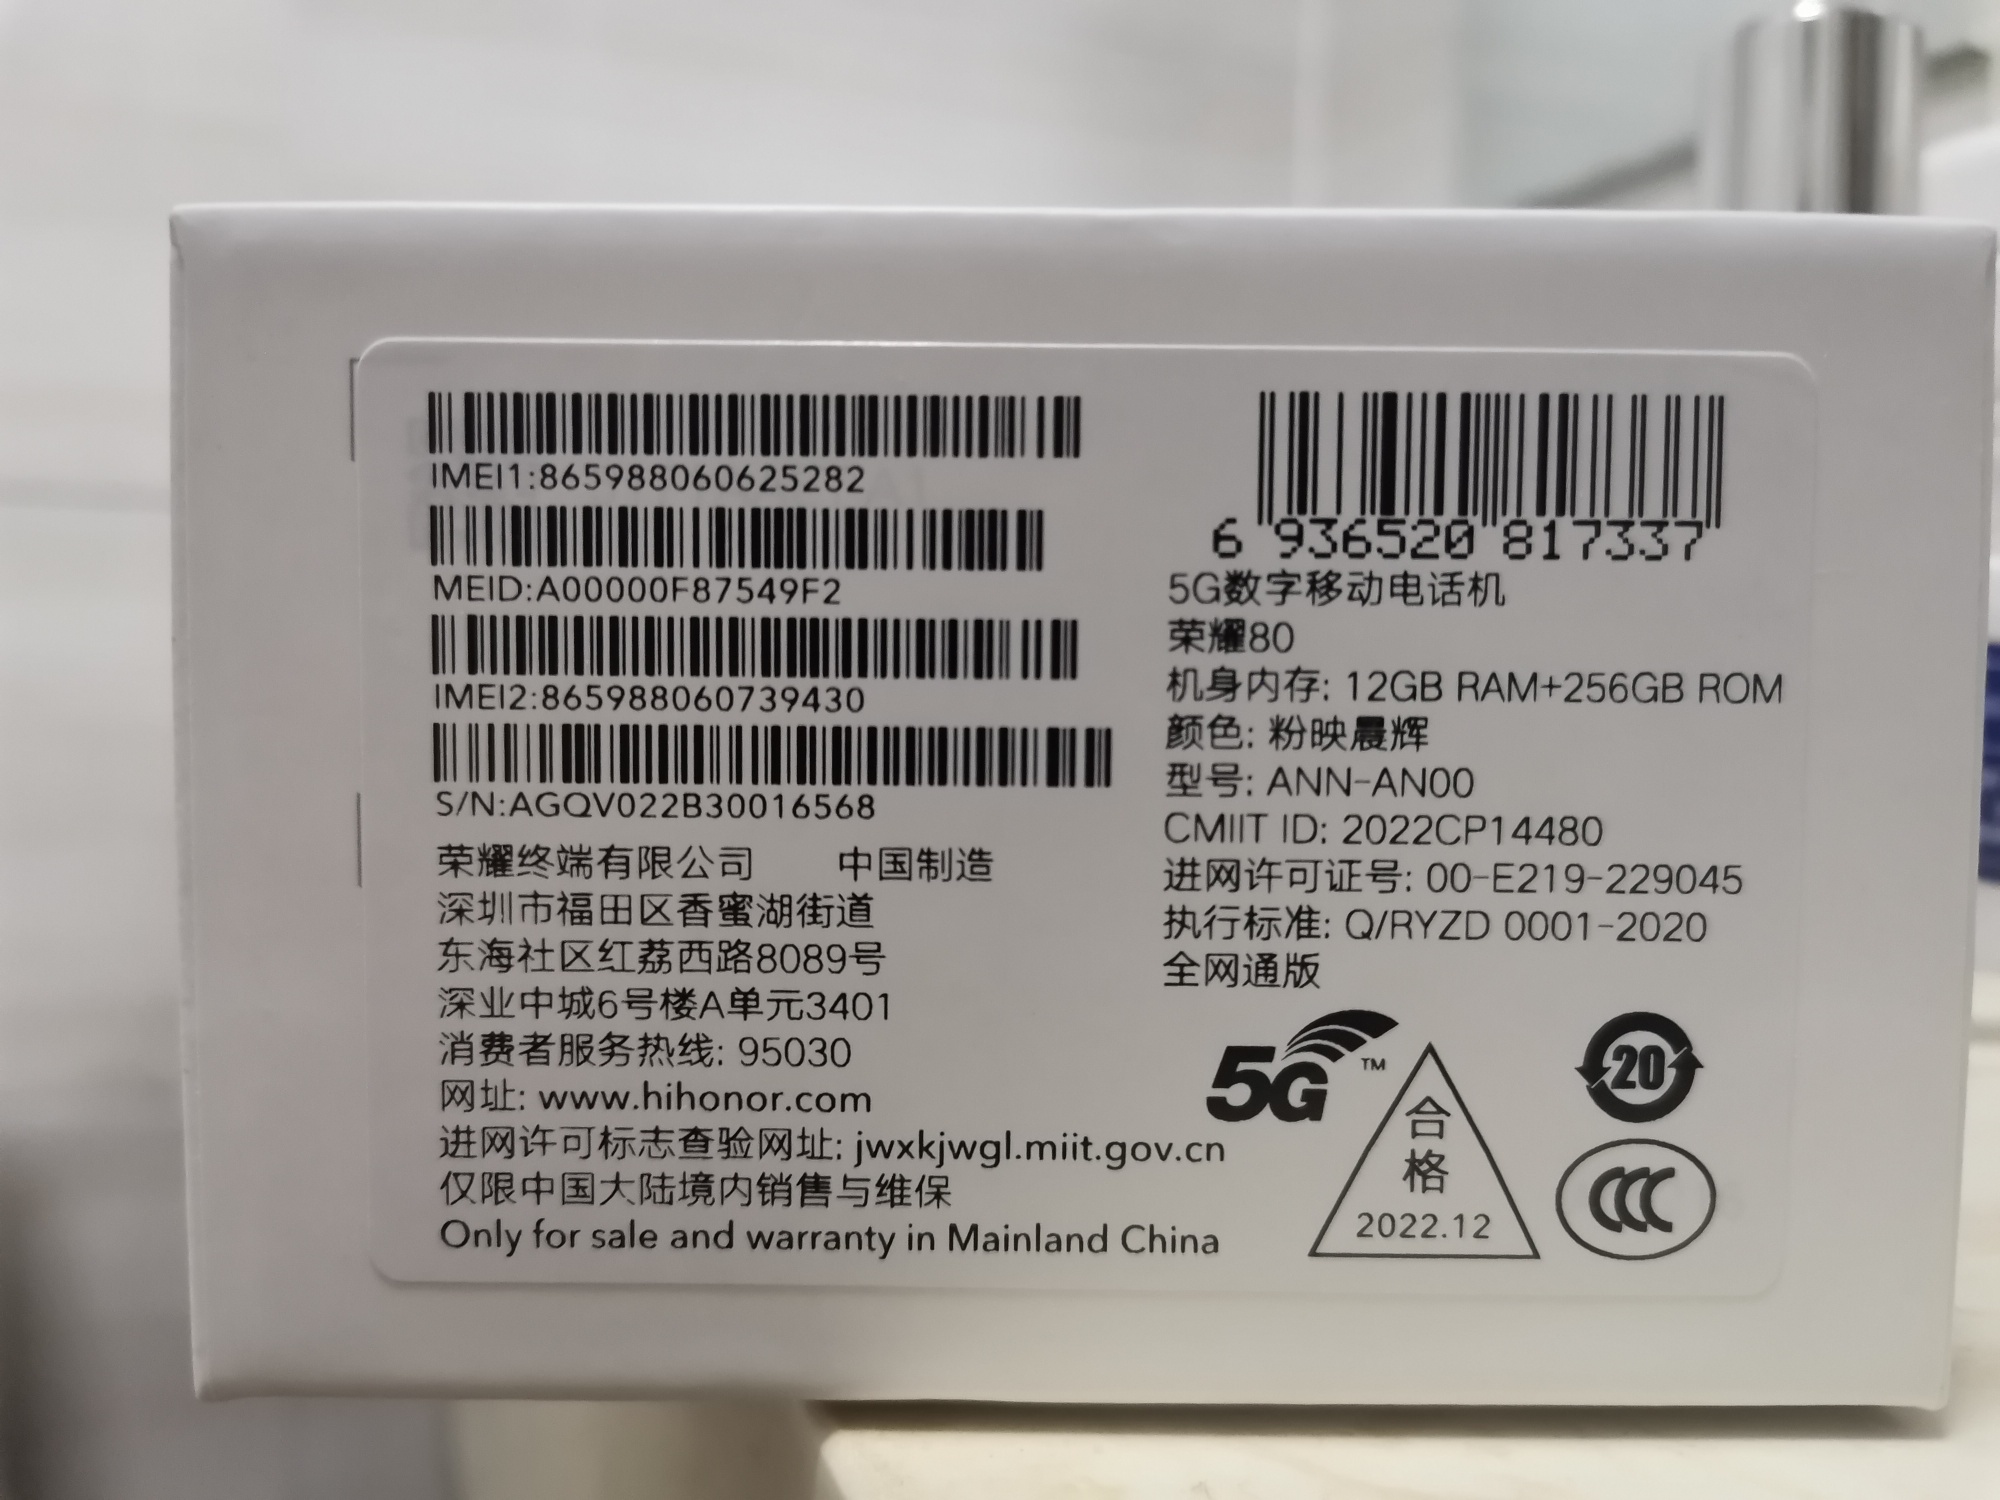 IMEI1:865988060625282
MEID:A00000F87549F2
IMEI2:865988060739430
S/N:AGQV022B30016568
荣耀终端有限公司 中国制造
深圳市福田区香蜜湖街道
东海社区红荔西路8089号
深业中城6号楼A单元3401
消费者服务热线: 95030
网址: www.hihonor.com
进网许可标志查验网址: jwxkjwgl.miit.gov.cn
仅限中国大陆境内销售与维保
Only for sale and warranty in Mainland China
6 936520 817337
5G数字移动电话机
荣耀80
机身内存: 12GB RAM+256GB ROM
颜色: 粉映晨辉
型号: ANN-AN00
CMIIT ID: 2022CP14480
进网许可证号: 00-E219-229045
执行标准: Q/RYZD 0001-2020
全网通版
5G™
合
格
2022.12
20
CCC